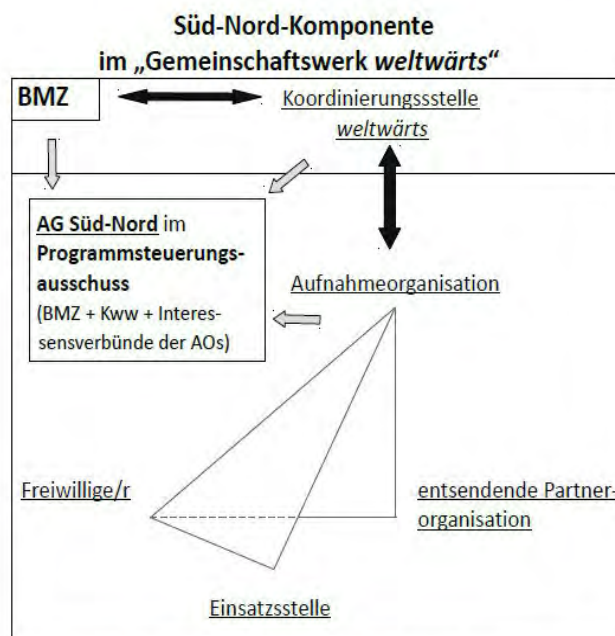 Süd-Nord-Komponente
im „Gemeinschaftswerk weltwärts“
BMZ
Koordinierungssstelle
weltwärts
AG Süd-Nord im
Programmsteuerungs-
ausschuss
(BMZ + Kww + Interes-
sensverbünde der AOs)
Aufnahmeorganisation
Freiwillige/r
entsendende Partner-
organisation
Einsatzsstelle